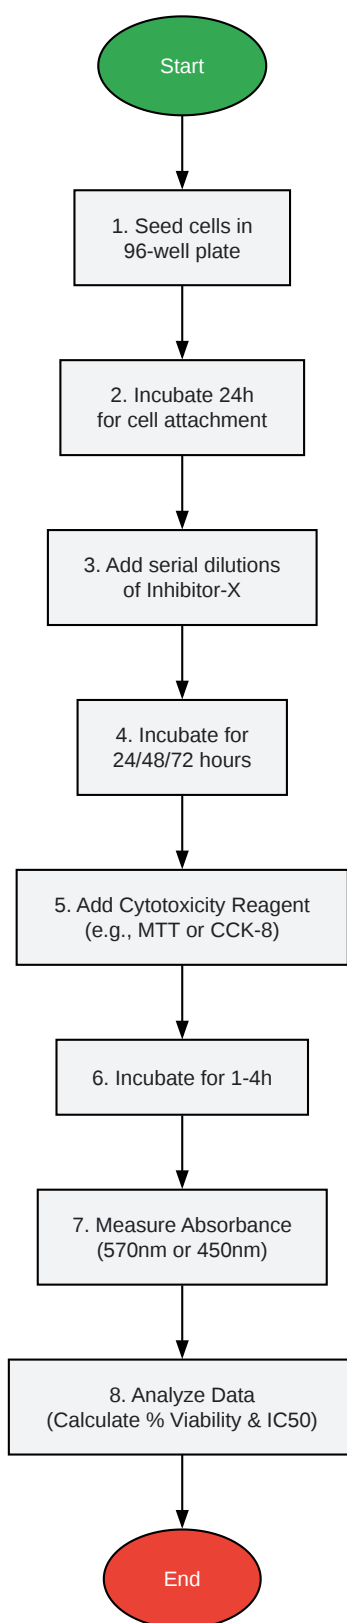 Start
1. Seed cells in
96-well plate
2. Incubate 24h
for cell attachment
3. Add serial dilutions
of Inhibitor-X
4. Incubate for
24/48/72 hours
5. Add Cytotoxicity Reagent
(e.g., MTT or CCK-8)
6. Incubate for 1-4h
7. Measure Absorbance
(570nm or 450nm)
8. Analyze Data
(Calculate % Viability & IC50)
End